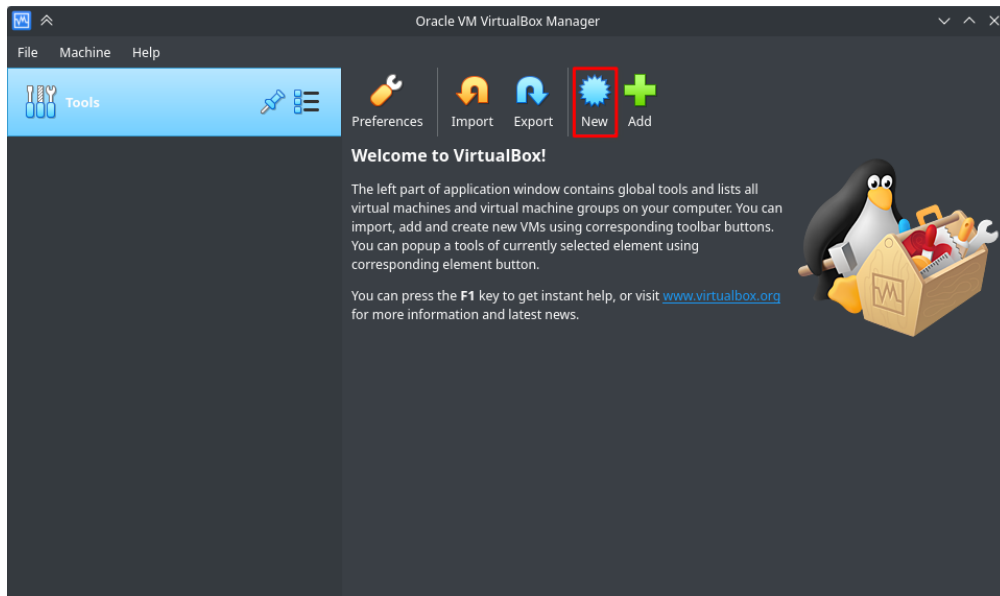 Oracle VM VirtualBox Manager
File Machine Help
Tools
Preferences Import Export New Add
Welcome to VirtualBox!
The left part of application window contains global tools and lists all
virtual machines and virtual machine groups on your computer. You can
import, add and create new VMs using corresponding toolbar buttons.
You can popup a tools of currently selected element using
corresponding element button.
You can press the F1 key to get instant help, or visit www.virtualbox.org
for more information and latest news.